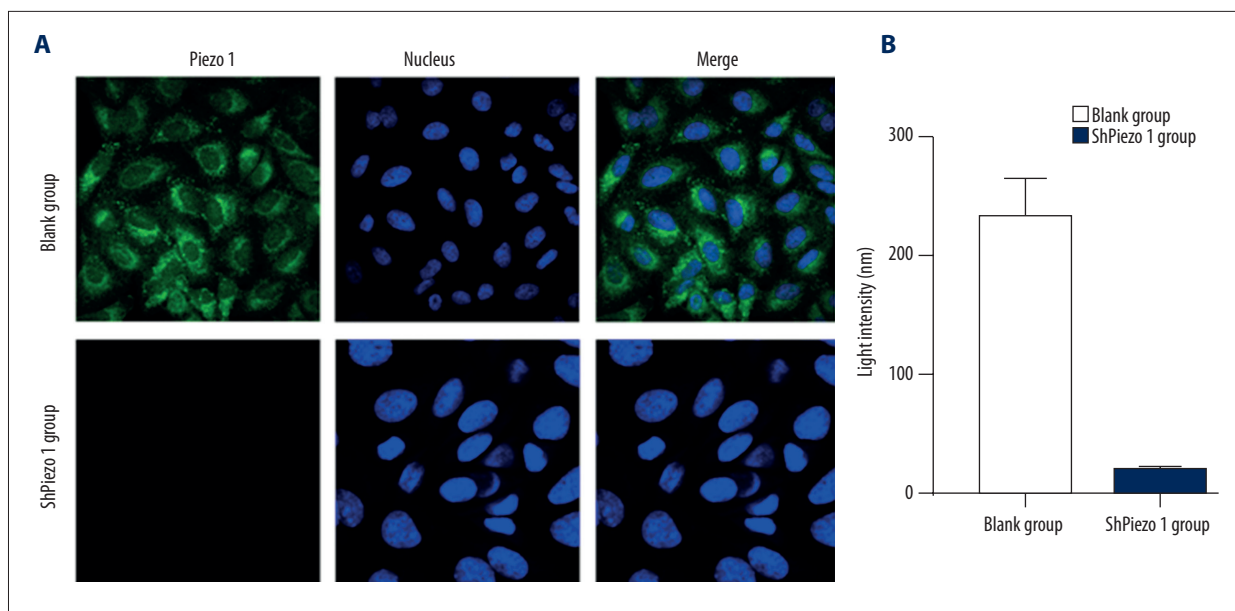 A
Piezo 1
Nucleus
Merge
Blank group
ShPiezo 1 group
B
Blank group
ShPiezo 1 group
Light intensity (nm)
300
200
100
0
Blank group
ShPiezo 1 group